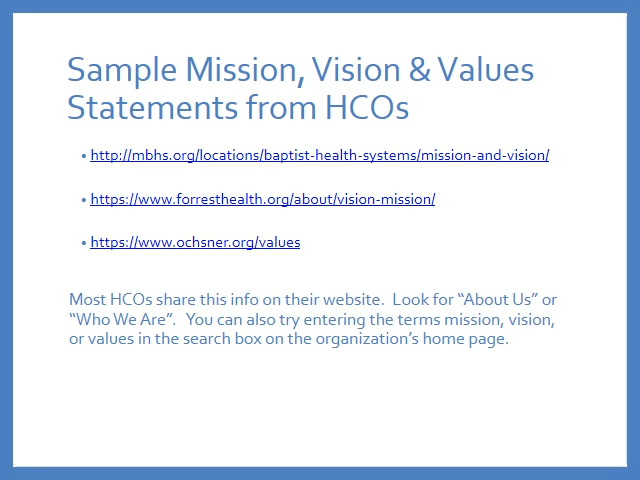 Sample Mission, Vision & Values
Statements from HCOs
• http://mbhs.org/locations/baptist-health-systems/mission-and-vision/
• https://www.forresthealth.org/about/vision-mission/
• https://www.ochsner.org/values
Most HCOs share this info on their website.  Look for “About Us” or
“Who We Are”.   You can also try entering the terms mission, vision,
or values in the search box on the organization’s home page.